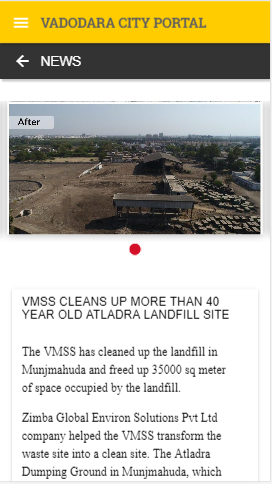 VADODARA CITY PORTAL
NEWS
After
VMSS CLEANS UP MORE THAN 40
YEAR OLD ATLADRA LANDFILL SITE
The VMSS has cleaned up the landfill in
Munjmahuda and freed up 35000 sq meter
of space occupied by the landfill.
Zimba Global Environ Solutions Pvt Ltd
company helped the VMSS transform the
waste site into a clean site. The Atladra
Dumping Ground in Munjmahuda, which